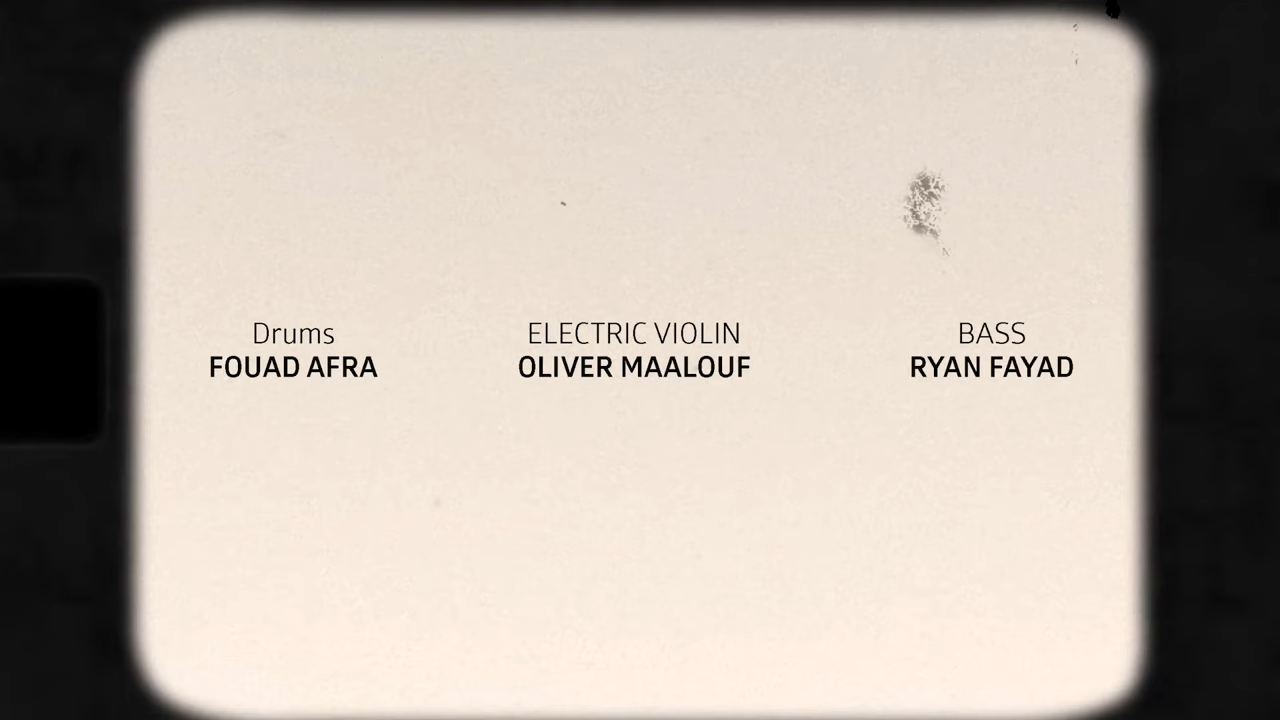 Drums
FOUAD AFRA
ELECTRIC VIOLIN
OLIVER MAALOUF
BASS
RYAN FAYAD